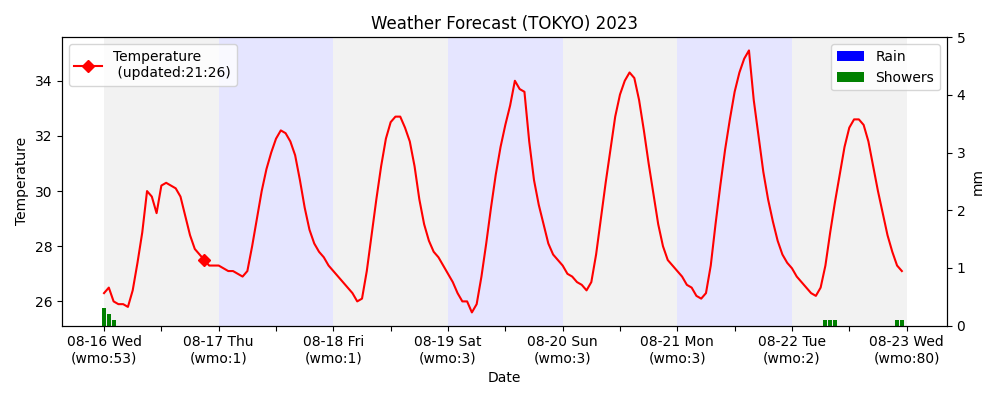 Weather Forecast (TOKYO) 2023
Temperature
(updated:21:26)
Rain
Showers
Temperature
34
32
30
28
26
5
4
3
2
1
0
mm
08-16 Wed
(wmo:53)
08-17 Thu
(wmo:1)
08-18 Fri
(wmo:1)
08-19 Sat
(wmo:3)
08-20 Sun
(wmo:3)
08-21 Mon
(wmo:3)
08-22 Tue
(wmo:2)
08-23 Wed
(wmo:80)
Date